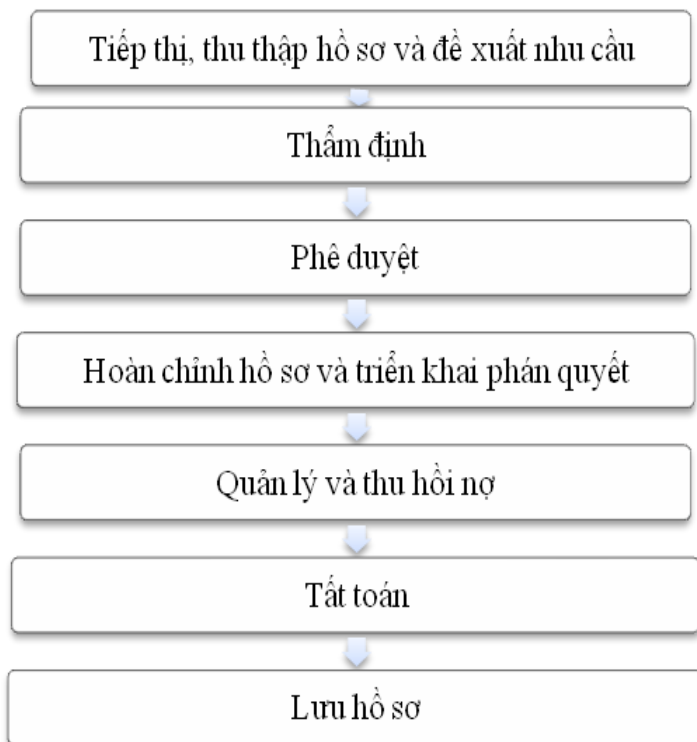 Tiếp thị, thu thập hồ sơ và đề xuất nhu cầu
Thẩm định
Phê duyệt
Hoàn chỉnh hồ sơ và triển khai phán quyết
Quản lý và thu hồi nợ
Tất toán
Lưu hồ sơ